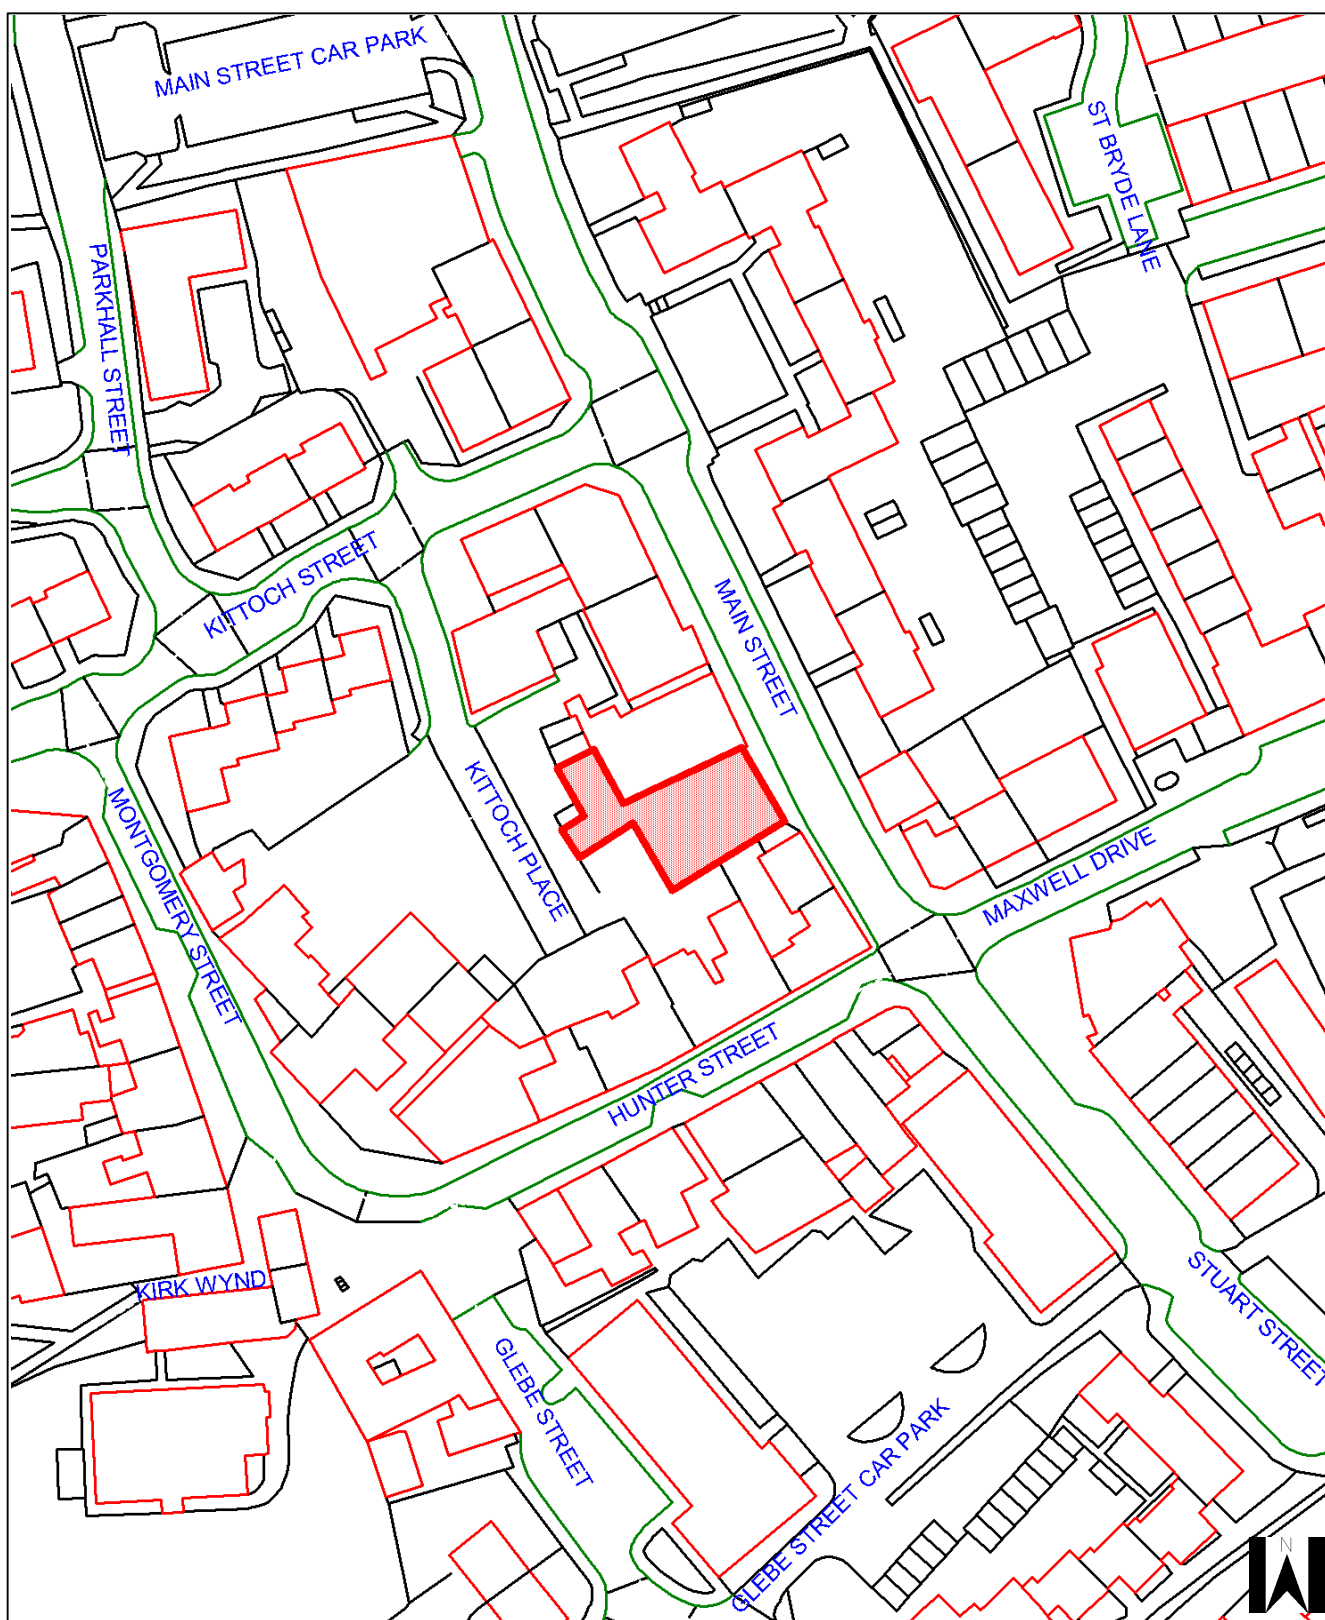 MAIN STREET CAR PARK
ST BRYDE LANE
PARKHALL STREET
KITTOCH STREET
MAIN STREET
KITTOCH PLACE
MONTGOMERY STREET
MAXWELL DRIVE
HUNTER STREET
KIRK WYND
STUART STREET
GLEBE STREET
GLEBE STREET CAR PARK
N